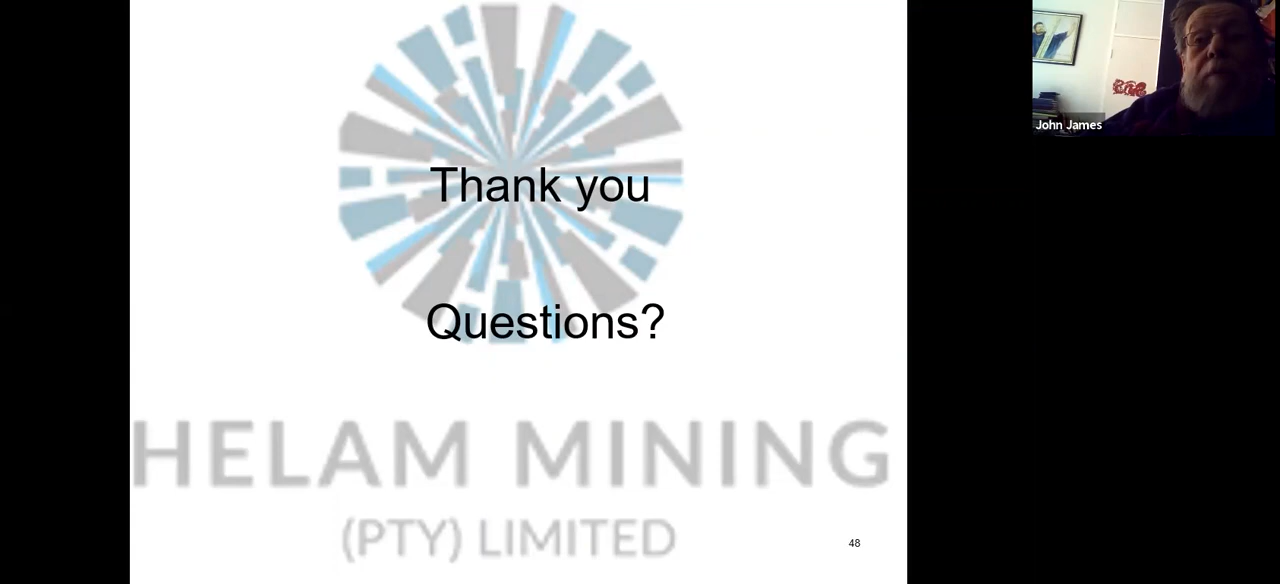 Thank you
Questions?
HELAM MINING
(PTY) LIMITED
48
John James